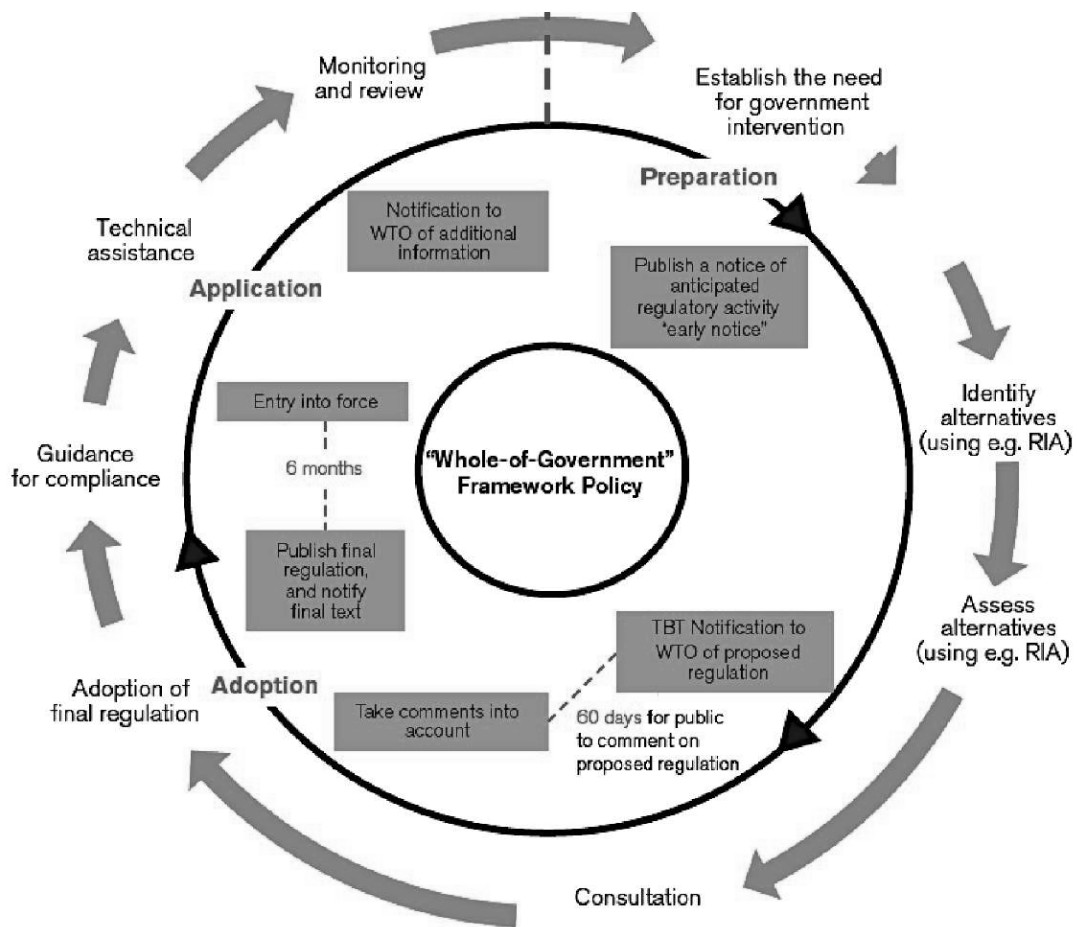 Monitoring
and review
Establish the need
for government
intervention
Preparation
Notification to
WTO of additional
information
Technical
assistance
Publish a notice of
anticipated
regulatory activity
"early notice"
Application
Entry into force
Identify
alternatives
(using e.g. RIA)
6 months
"Whole-of-Government"
Framework Policy
Guidance
for compliance
Publish final
regulation,
and notify
final text
Assess
alternatives
(using e.g. RIA)
TBT Notification to
WTO of proposed
regulation
Adoption
Adoption of
final regulation
Take comments into
account
60 days for public
to comment on
proposed regulation
Consultation